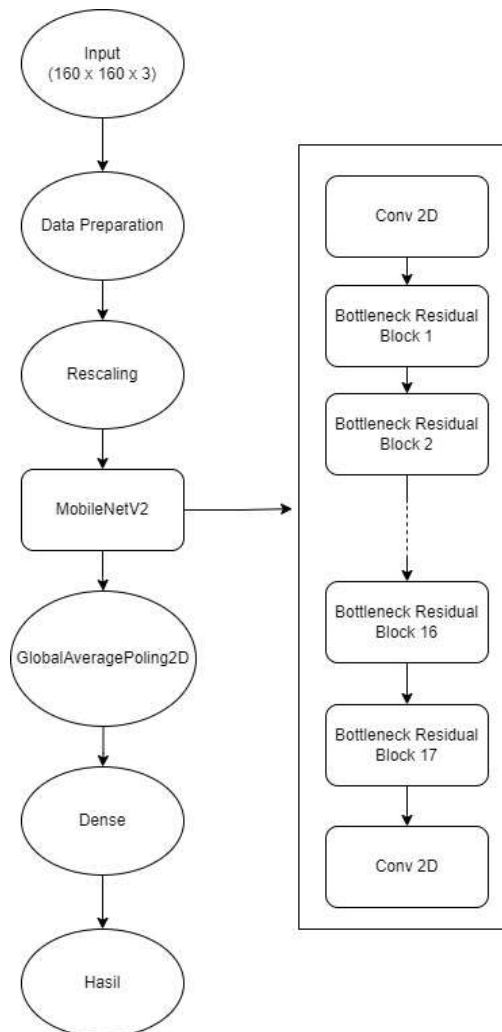 Input
(160 x 160 x 3)
Data Preparation
Rescaling
MobileNetV2
GlobalAveragePoling2D
Dense
Hasil
Conv 2D
Bottleneck Residual
Block 1
Bottleneck Residual
Block 2
Bottleneck Residual
Block 16
Bottleneck Residual
Block 17
Conv 2D